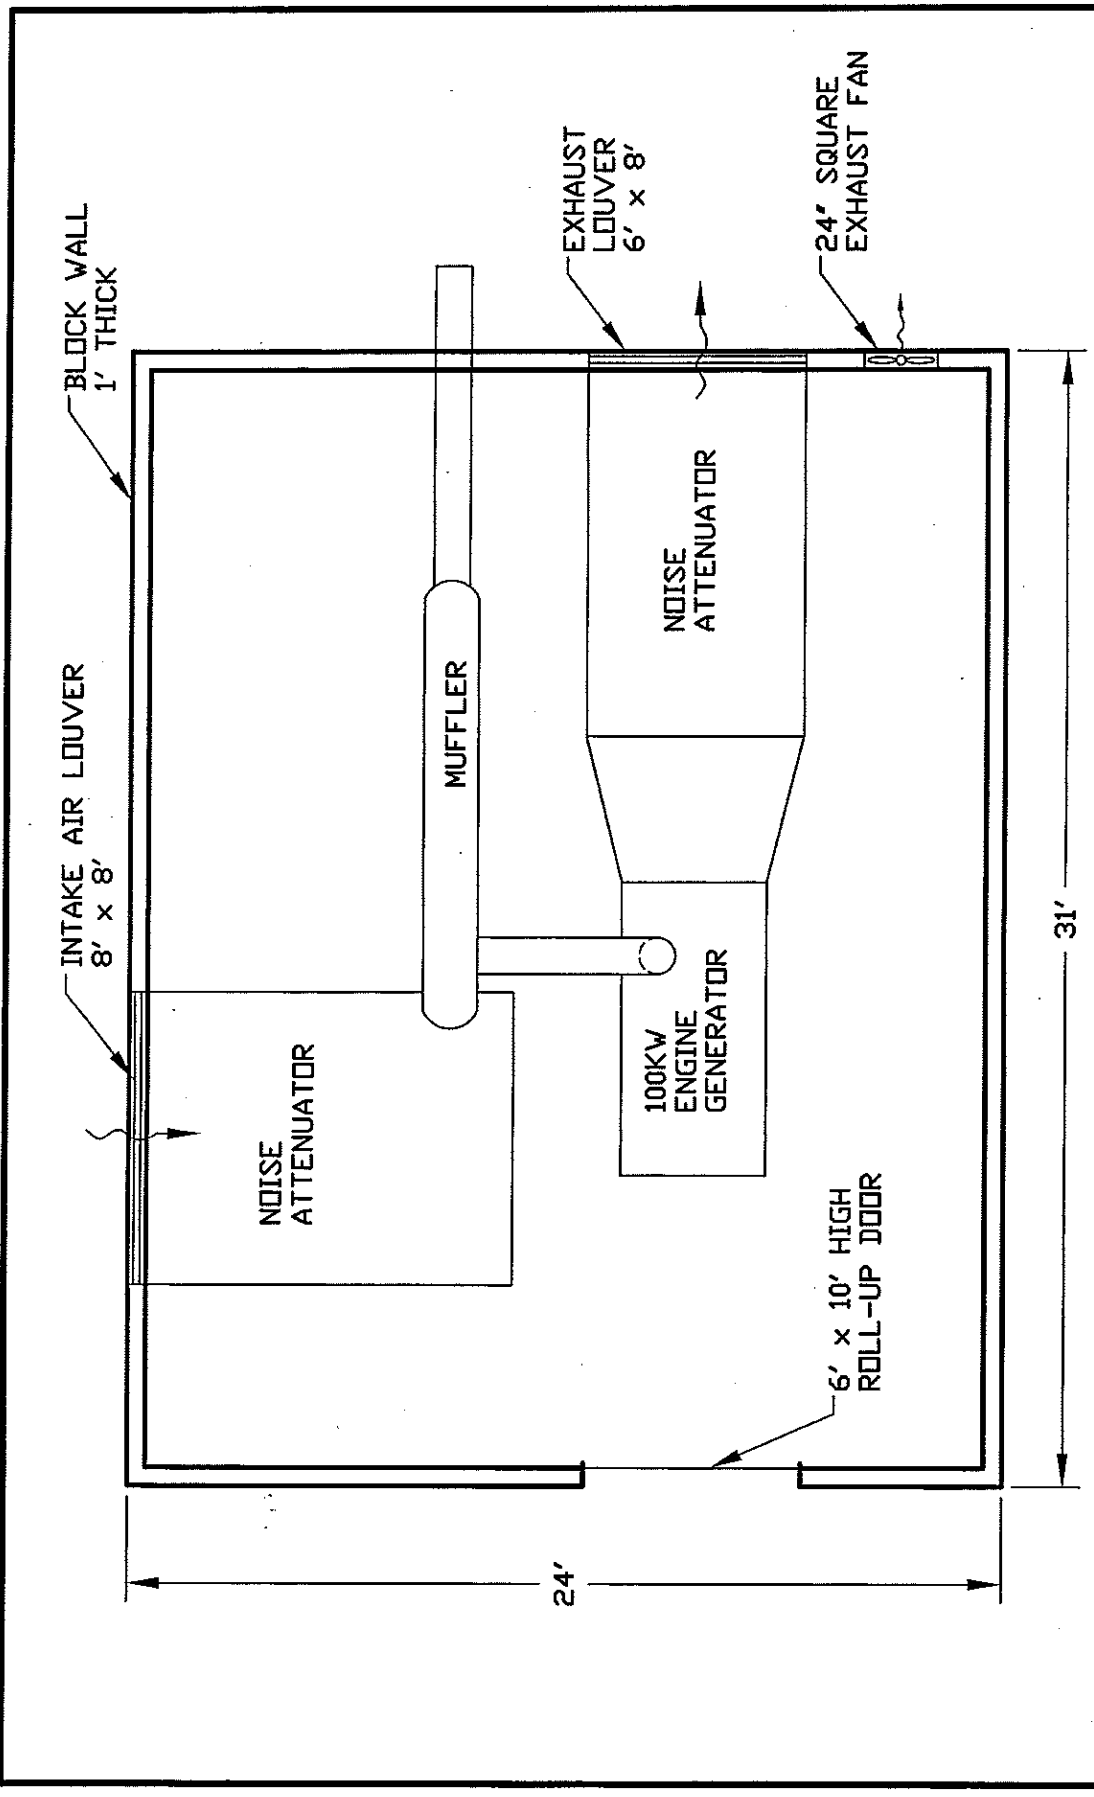 INTAKE AIR LOUVER
8' x 8'
BLOCK WALL
1' THICK
NOISE
ATTENUATOR
MUFFLER
EXHAUST
LOUVER
6' x 8'
100KW
ENGINE
GENERATOR
NOISE
ATTENUATOR
24" SQUARE
EXHAUST FAN
6' x 10' HIGH
ROLL-UP DOOR
24'
31'